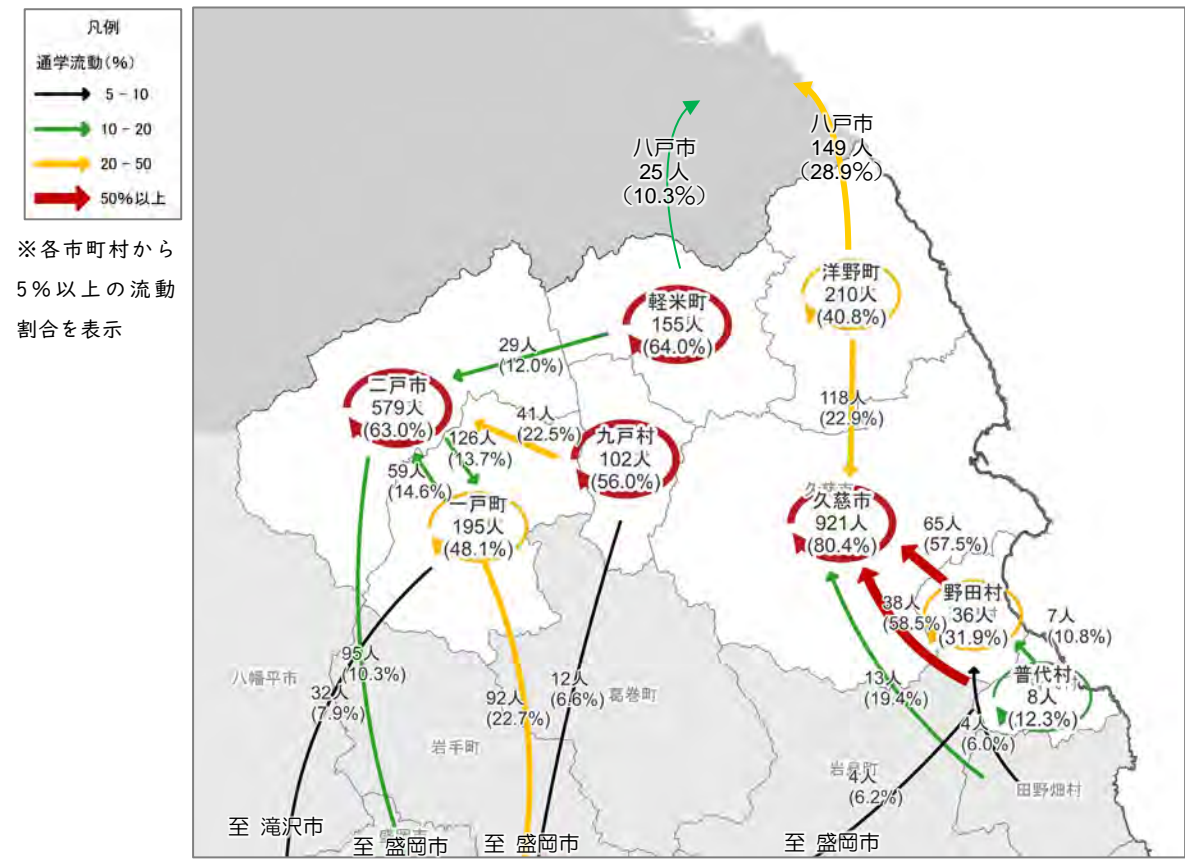 凡例
通学流動(%)
5 - 10
10 - 20
20 - 50
50%以上
※各市町村から
5%以上の流動
割合を表示
八戸市
25人
(10.3%)
八戸市
149人
(28.9%)
洋野町
210人
(40.8%)
軽米町
155人
(64.0%)
29人
(12.0%)
二戸市
579人
(63.0%)
41人
(22.5%)
126人
(13.7%)
九戸村
102人
(56.0%)
118人
(22.9%)
59人
(14.6%)
一戸町
195人
(48.1%)
久慈市
久慈市
921人
(80.4%)
65人
(57.5%)
野田村
36人
(31.9%)
38人
(58.5%)
7人
(10.8%)
普代村
8人
(12.3%)
95人
(10.3%)
八幡平市
32人
(7.9%)
92人
(22.7%)
12人
(6.6%)
葛巻町
13人
(19.4%)
4人
(6.0%)
岩手町
岩泉町
4人
(6.2%)
田野畑村
至 滝沢市
盛岡市
至 盛岡市
至 盛岡市
至 盛岡市